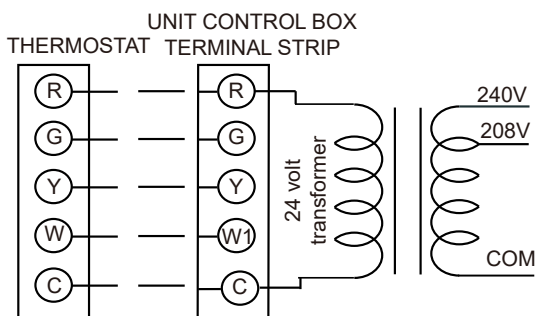 UNIT CONTROL BOX
THERMOSTAT TERMINAL STRIP
R R
G G
Y Y
W W1
C C
24 volt
transformer
240V
208V
COM